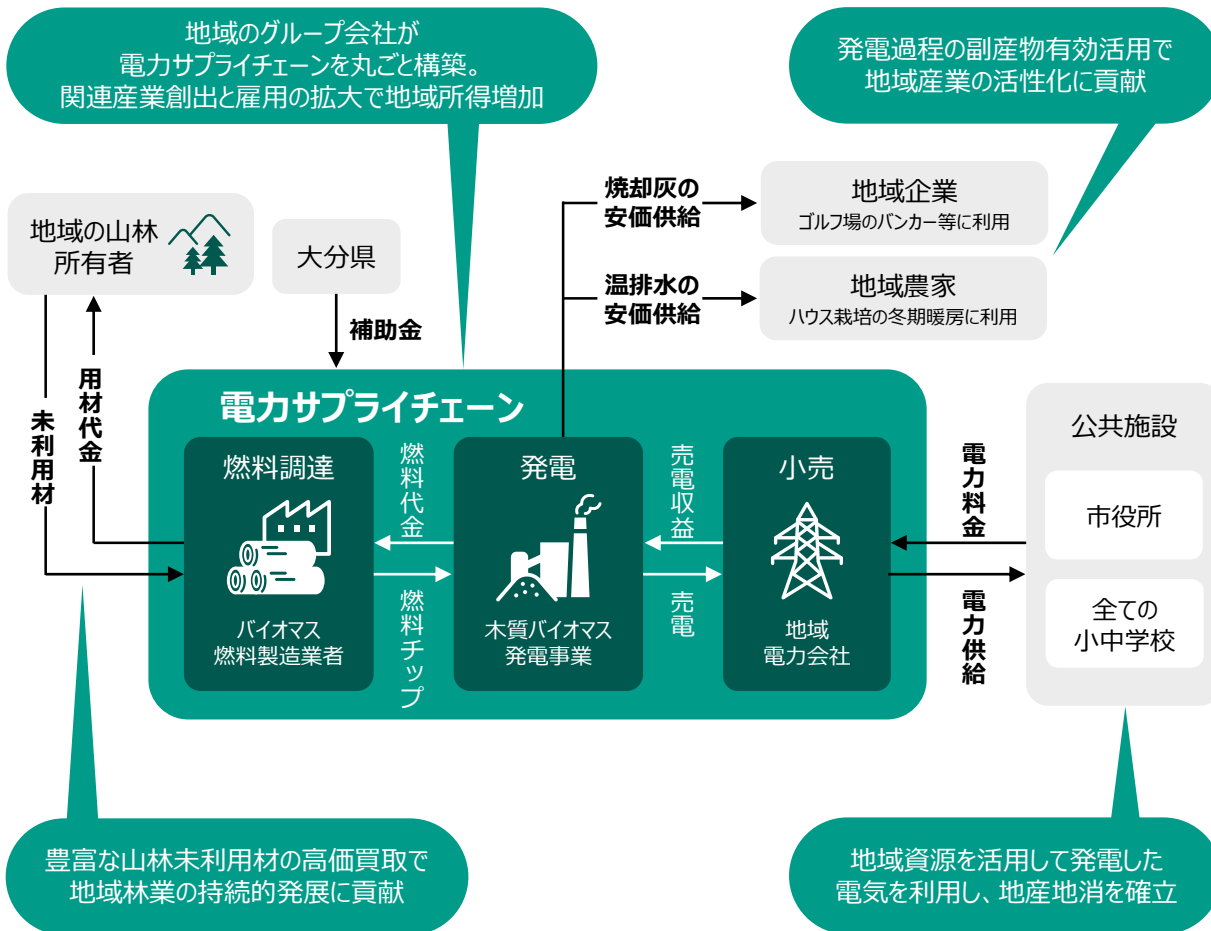 地域のグループ会社が
電力サプライチェーンを丸ごと構築。
関連産業創出と雇用の拡大で地域所得増加
発電過程の副産物有効活用で
地域産業の活性化に貢献
地域の山林
所有者
大分県
補助金
焼却灰の
安価供給
地域企業
ゴルフ場のバンカー等に利用
温排水の
安価供給
地域農家
ハウス栽培の冬期暖房に利用
未利用材
用材代金
電力サプライチェーン
燃料調達
バイオマス
燃料製造業者
燃料代金
燃料チップ
発電
木質バイオマス
発電事業
売電収益
売電
小売
地域
電力会社
電力料金
電力供給
公共施設
市役所
全ての
小中学校
豊富な山林未利用材の高価買取で
地域林業の持続的発展に貢献
地域資源を活用して発電した
電気を利用し、地産地消を確立